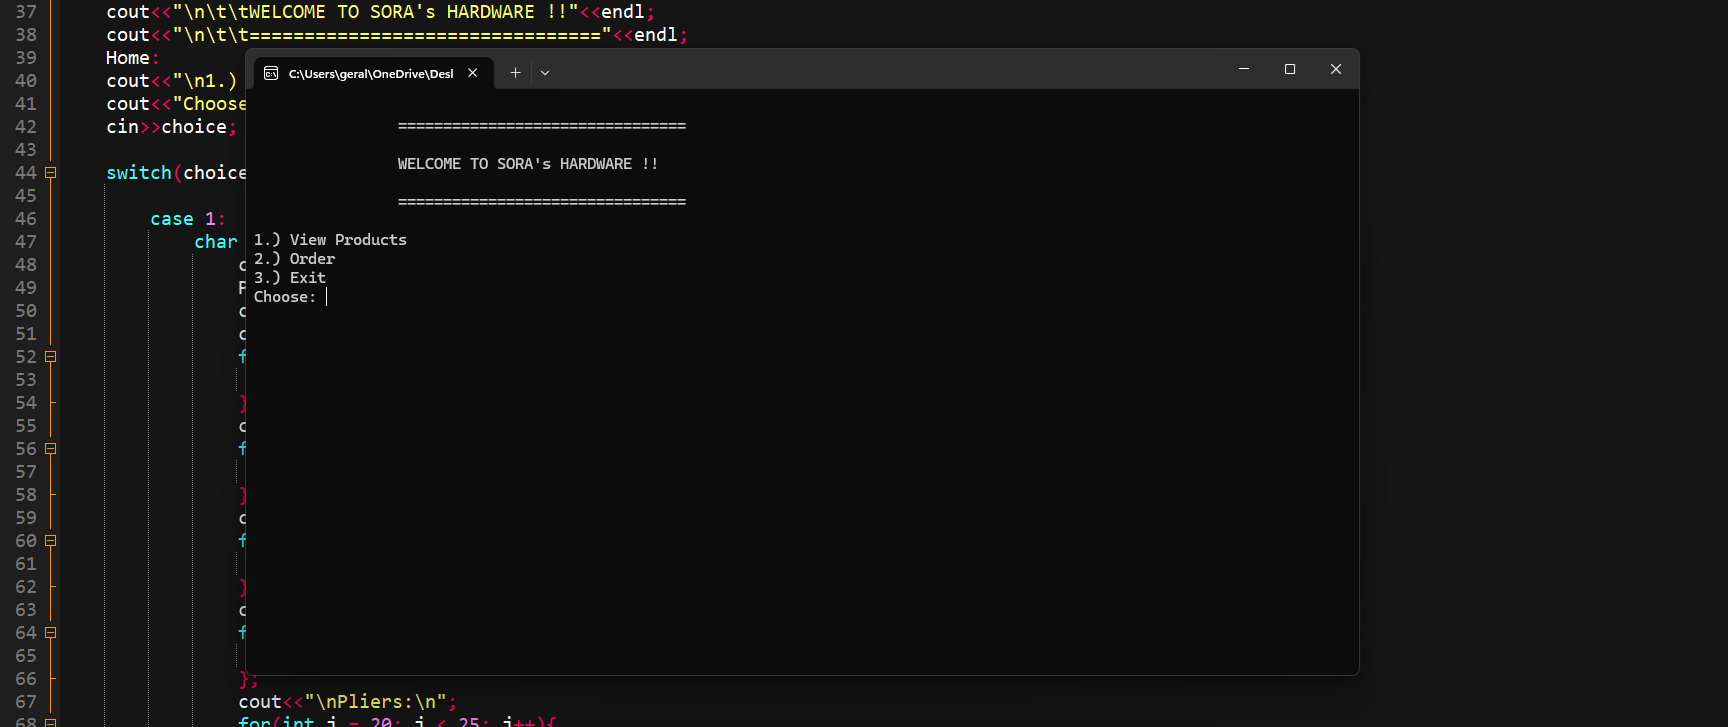 37 cout<<"\n\t\tWELCOME TO SORA's HARDWARE !!"<<endl;
38 cout<<"\n\t\t================================"<<endl;
39 Home:
40 cout<<"\n1.)
41 cout<<"Choose
42 cin>>choice;
43
44 switch(choice
45
46 case 1:
47 char
48 c
49 P
50 c
51 c
52 f
53
54 }
55 c
56 f
57
58 }
59 c
60 f
61
62 }
63 c
64 f
65
66 };
67 cout<<"\nPliers:\n";
68 for(int i = 20; i < 25; i++){
C:\Users\geral\OneDrive\Desl
================================
WELCOME TO SORA's HARDWARE !!
================================
1.) View Products
2.) Order
3.) Exit
Choose: